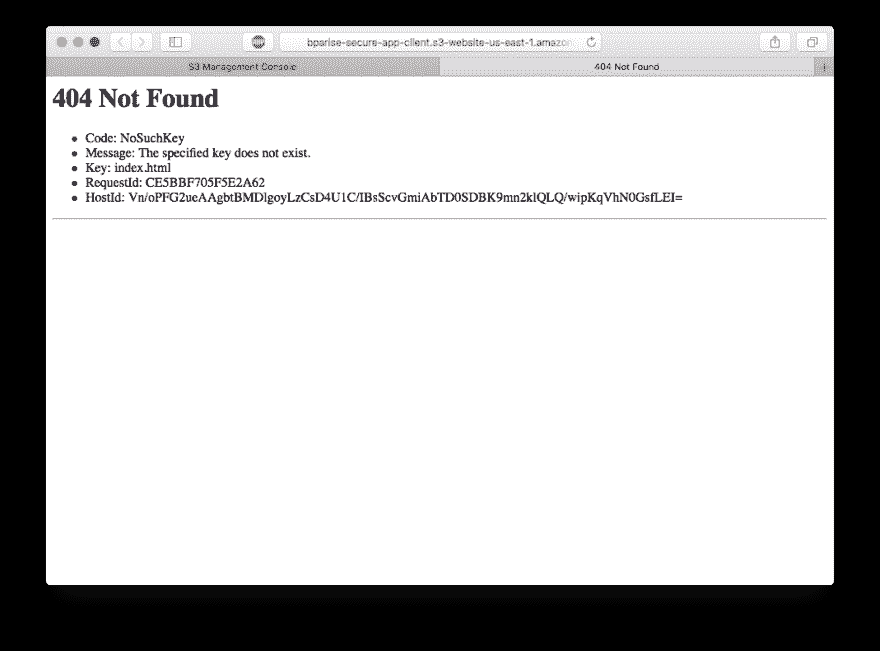 bparise-secure-app-client.s3-website-us-east-1.amazon
S3 Management Console
404 Not Found
404 Not Found
Code: NoSuchKey
Message: The specified key does not exist.
Key: index.html
RequestId: CE5BBF705F5E2A62
HostId: Vn/oPFG2ueAAgbtBMDlgoyLzCsD4U1C/IBsScvGmiAbTD0SDBK9mn2klQLQ/wipKqVhN0GsfLEI=